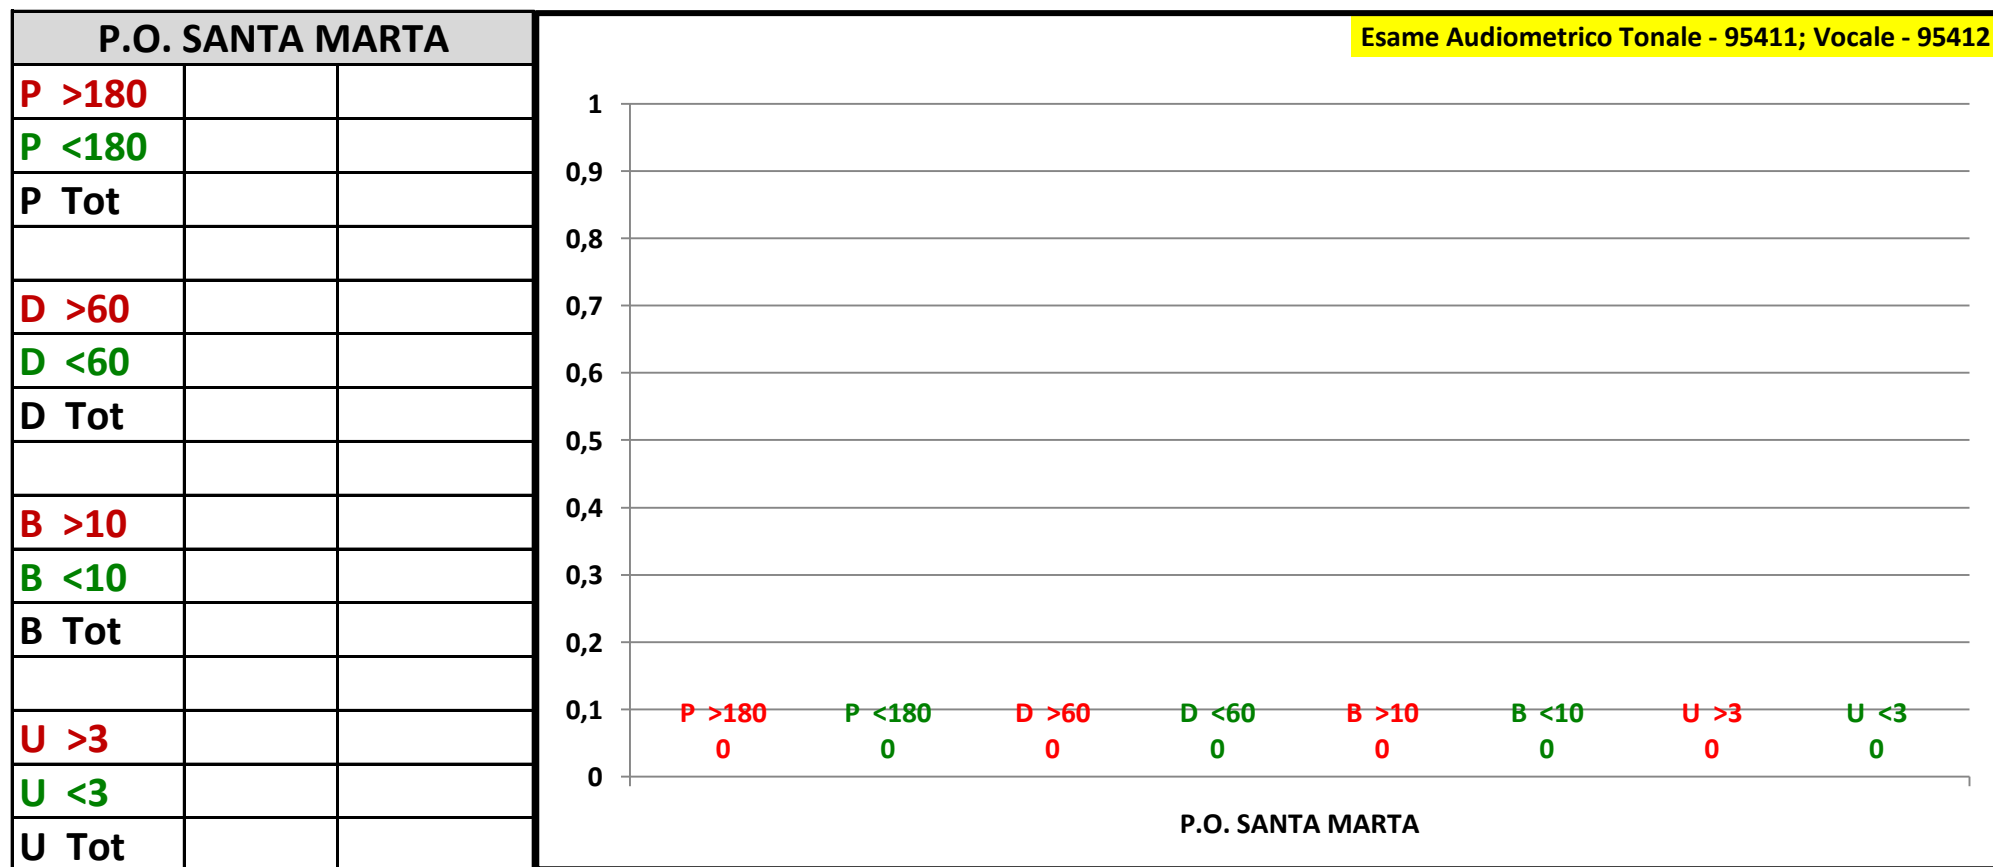 P.O. SANTA MARTA
P >180
P <180
P Tot
D >60
D <60
D Tot
B >10
B <10
B Tot
U >3
U <3
U Tot
Esame Audiometrico Tonale - 95411; Vocale - 95412
1
0,9
0,8
0,7
0,6
0,5
0,4
0,3
0,2
0,1
0
P >180 P <180 D >60 D <60 B >10 B <10 U >3 U <3
0 0 0 0 0 0 0 0
P.O. SANTA MARTA